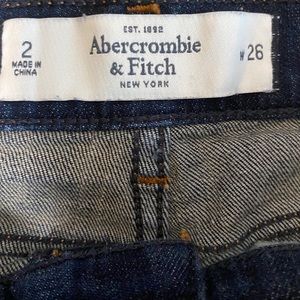 EST. 1892
2
Abercrombie
W 26
MADE IN
CHINA
& Fitch
NEW YORK